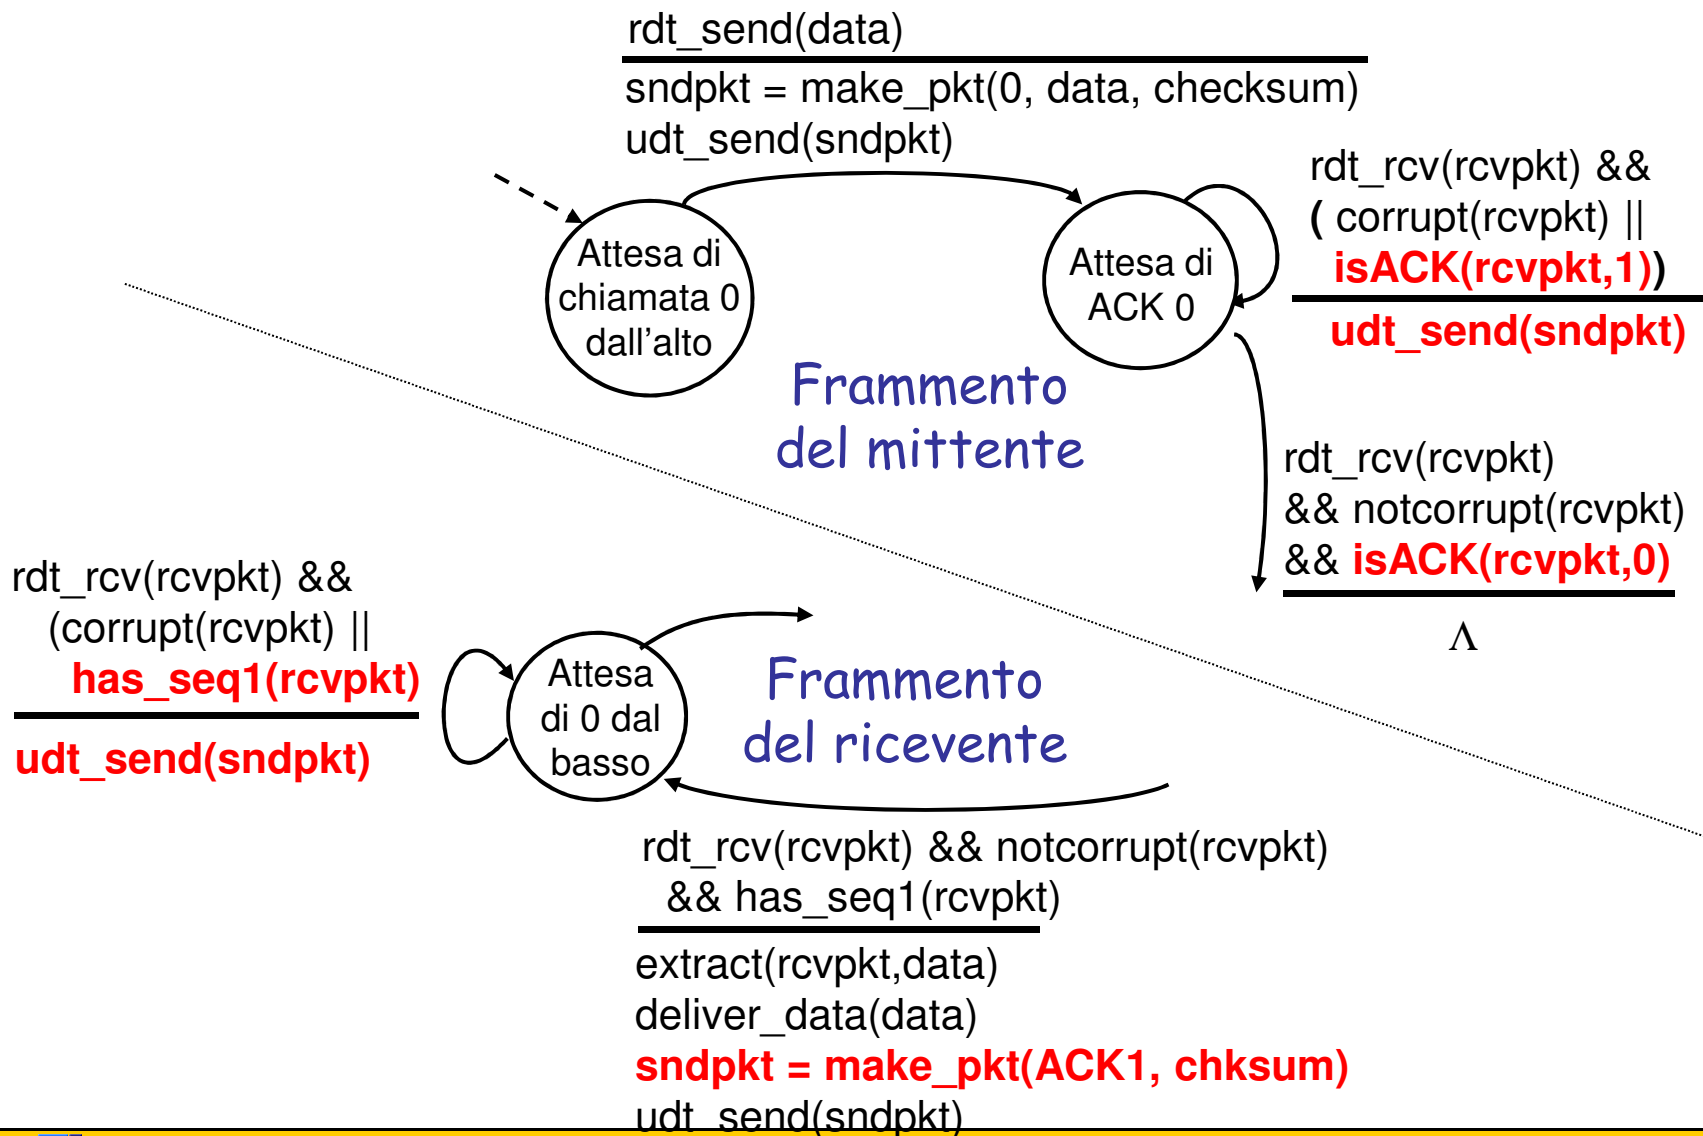 rdt_send(data)
sndpkt = make_pkt(0, data, checksum)
udt_send(sndpkt)
rdt_rcv(rcvpkt) &&
( corrupt(rcvpkt) ||
isACK(rcvpkt,1))
udt_send(sndpkt)
Attesa di
chiamata 0
dall'alto
Attesa di
ACK 0
Frammento
del mittente
rdt_rcv(rcvpkt)
&& notcorrupt(rcvpkt)
&& isACK(rcvpkt,0)
Λ
rdt_rcv(rcvpkt) &&
(corrupt(rcvpkt) ||
has_seq1(rcvpkt)
udt_send(sndpkt)
Attesa
di 0 dal
basso
Frammento
del ricevente
rdt_rcv(rcvpkt) && notcorrupt(rcvpkt)
&& has_seq1(rcvpkt)
extract(rcvpkt,data)
deliver_data(data)
sndpkt = make_pkt(ACK1, chksum)
udt_send(sndpkt)